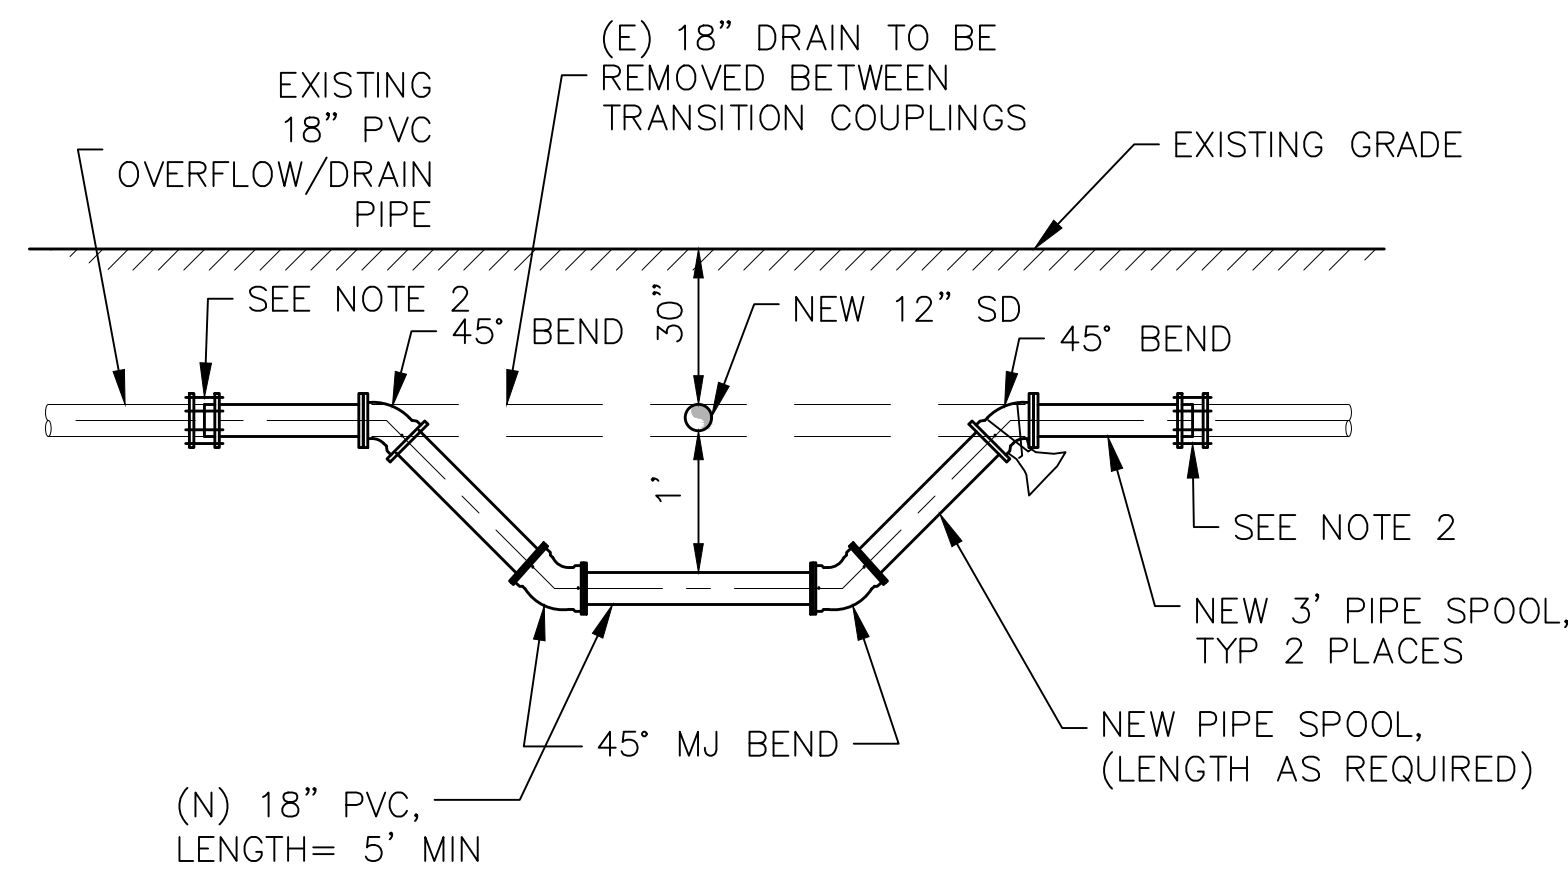 (E) 18” DRAIN TO BE
REMOVED BETWEEN
TRANSITION COUPLINGS
EXISTING
18” PVC
OVERFLOW/DRAIN
PIPE
EXISTING GRADE
SEE NOTE 2
45° BEND
30”
NEW 12” SD
45° BEND
1’
SEE NOTE 2
NEW 3’ PIPE SPOOL,
TYP 2 PLACES
NEW PIPE SPOOL,
(LENGTH AS REQUIRED)
45° MJ BEND
(N) 18” PVC,
LENGTH= 5’ MIN